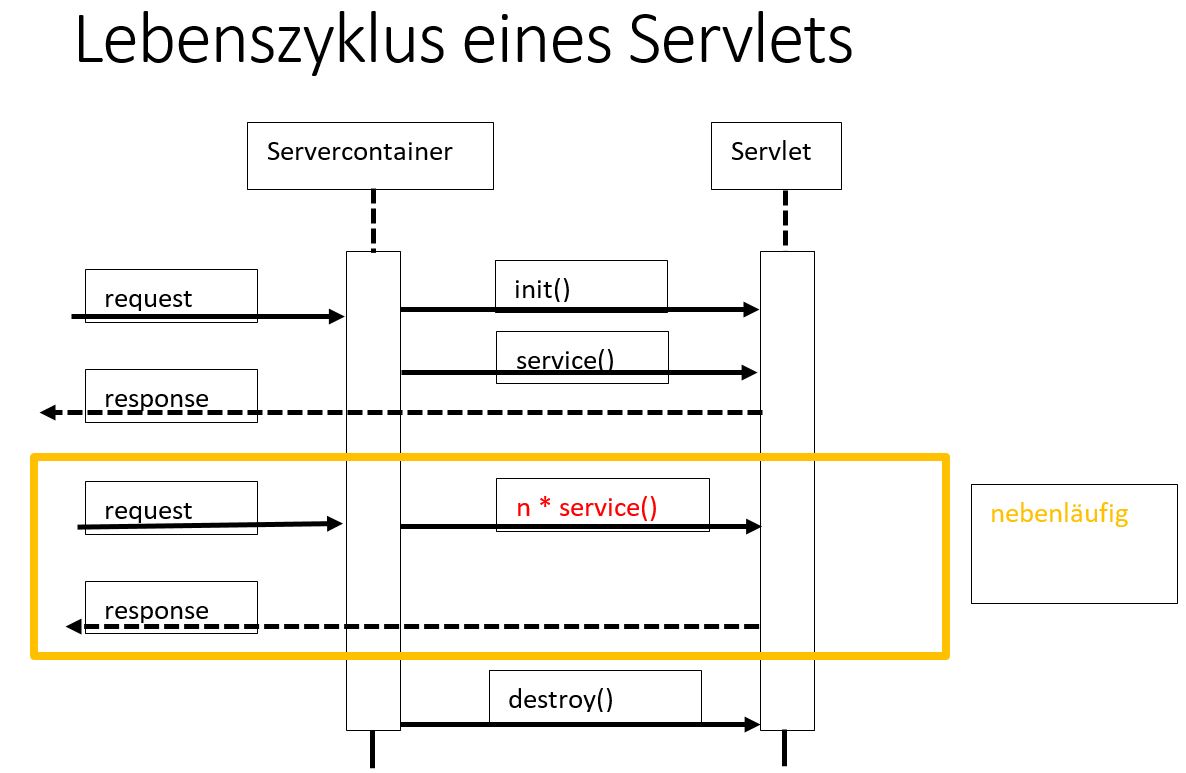 Lebenszyklus eines Servlets
Servercontainer
Servlet
request
init()
service()
response
request
n * service()
nebenläufig
response
destroy()